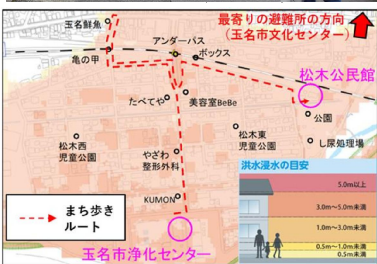 玉名鮮魚
アンダーパス
ボックス
最寄りの避難所の方向
(玉名市文化センター)
亀の甲
松木公民館
たべてや
美容室BeBe
公園
松木西
児童公園
松木東
児童公園
し尿処理場
やざわ
整形外科
KUMON
まち歩き
ルート
玉名市浄化センター
洪水浸水の目安
5.0m以上
3.0m～5.0m未満
1.0m～3.0m未満
0.5m～1.0m未満
0.5m未満